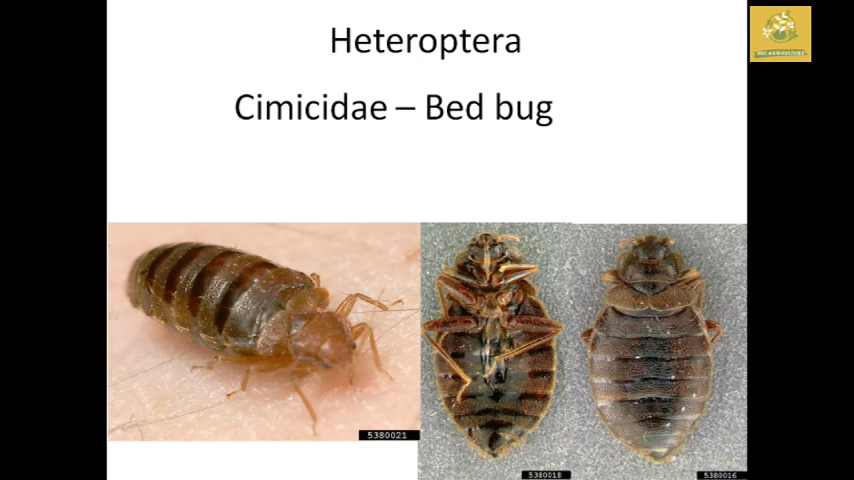 Heteroptera
Cimicidae – Bed bug
5380021
5380018
5380016